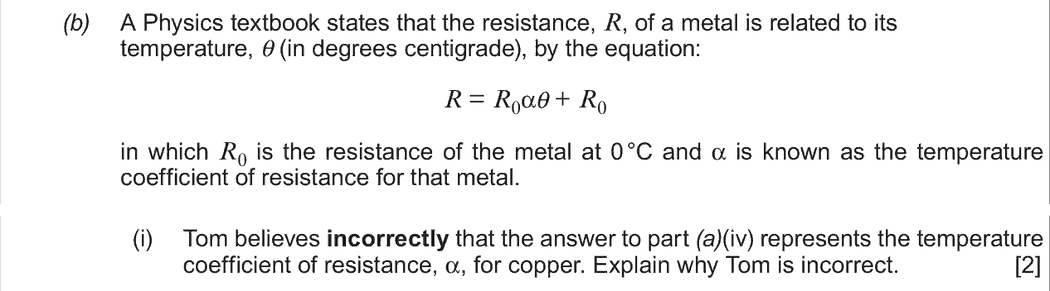 (b) A Physics textbook states that the resistance, R, of a metal is related to its
temperature, θ (in degrees centigrade), by the equation:
R = R₀αθ + R₀
in which R₀ is the resistance of the metal at 0 °C and α is known as the temperature
coefficient of resistance for that metal.
(i) Tom believes incorrectly that the answer to part (a)(iv) represents the temperature
coefficient of resistance, α, for copper. Explain why Tom is incorrect. [2]